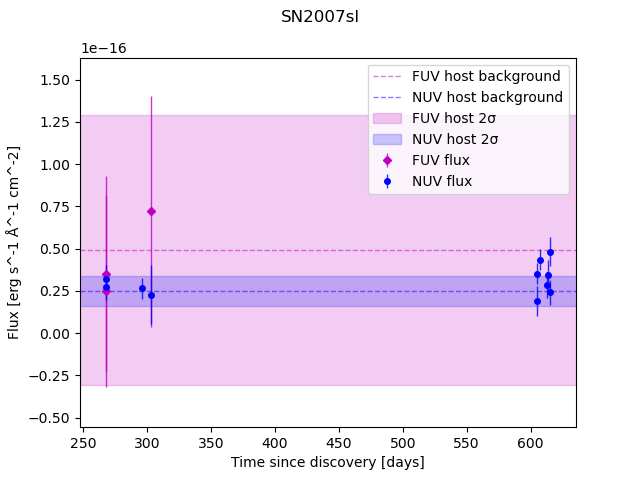 SN2007sl
1e−16
1.50
1.25
1.00
0.75
0.50
0.25
0.00
−0.25
−0.50
Flux [erg s^-1 Å^-1 cm^-2]
FUV host background
NUV host background
FUV host 2σ
NUV host 2σ
FUV flux
NUV flux
250 300 350 400 450 500 550 600
Time since discovery [days]